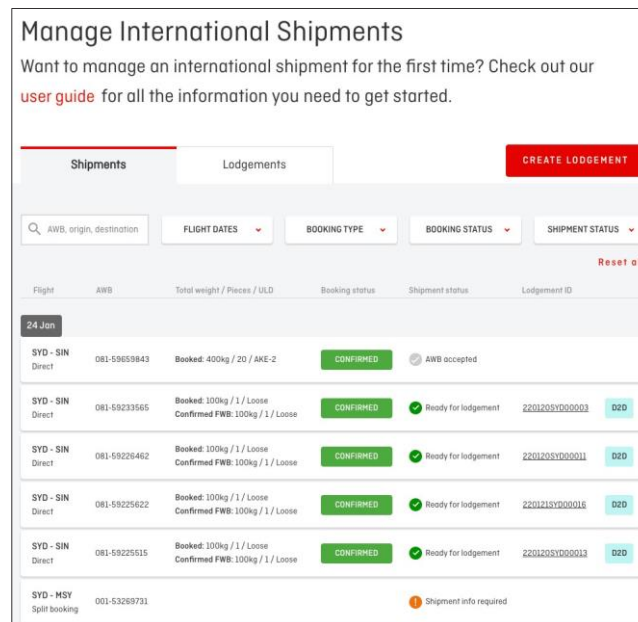 Manage International Shipments
Want to manage an international shipment for the first time? Check out our
user guide for all the information you need to get started.
Shipments
Lodgements
CREATE LODGEMENT
AWB, origin, destination
FLIGHT DATES
BOOKING TYPE
BOOKING STATUS
SHIPMENT STATUS
Reset a
Flight AWB Total weight / Pieces / ULD Booking status Shipment status Lodgement ID
24 Jan
SYD - SIN
Direct
081-59659843
Booked: 400kg / 20 / AKE-2
CONFIRMED
AWB accepted
SYD - SIN
Direct
081-59233565
Booked: 100kg / 1 / Loose
Confirmed FWB: 100kg / 1 / Loose
CONFIRMED
Ready for lodgement
220120SYD00003
D2D
SYD - SIN
Direct
081-59226462
Booked: 100kg / 1 / Loose
Confirmed FWB: 100kg / 1 / Loose
CONFIRMED
Ready for lodgement
220120SYD00011
D2D
SYD - SIN
Direct
081-59225622
Booked: 100kg / 1 / Loose
Confirmed FWB: 100kg / 1 / Loose
CONFIRMED
Ready for lodgement
220121SYD00016
D2D
SYD - SIN
Direct
081-59225515
Booked: 100kg / 1 / Loose
Confirmed FWB: 100kg / 1 / Loose
CONFIRMED
Ready for lodgement
220120SYD00013
D2D
SYD - MSY
Split booking
001-53269731
Shipment info required